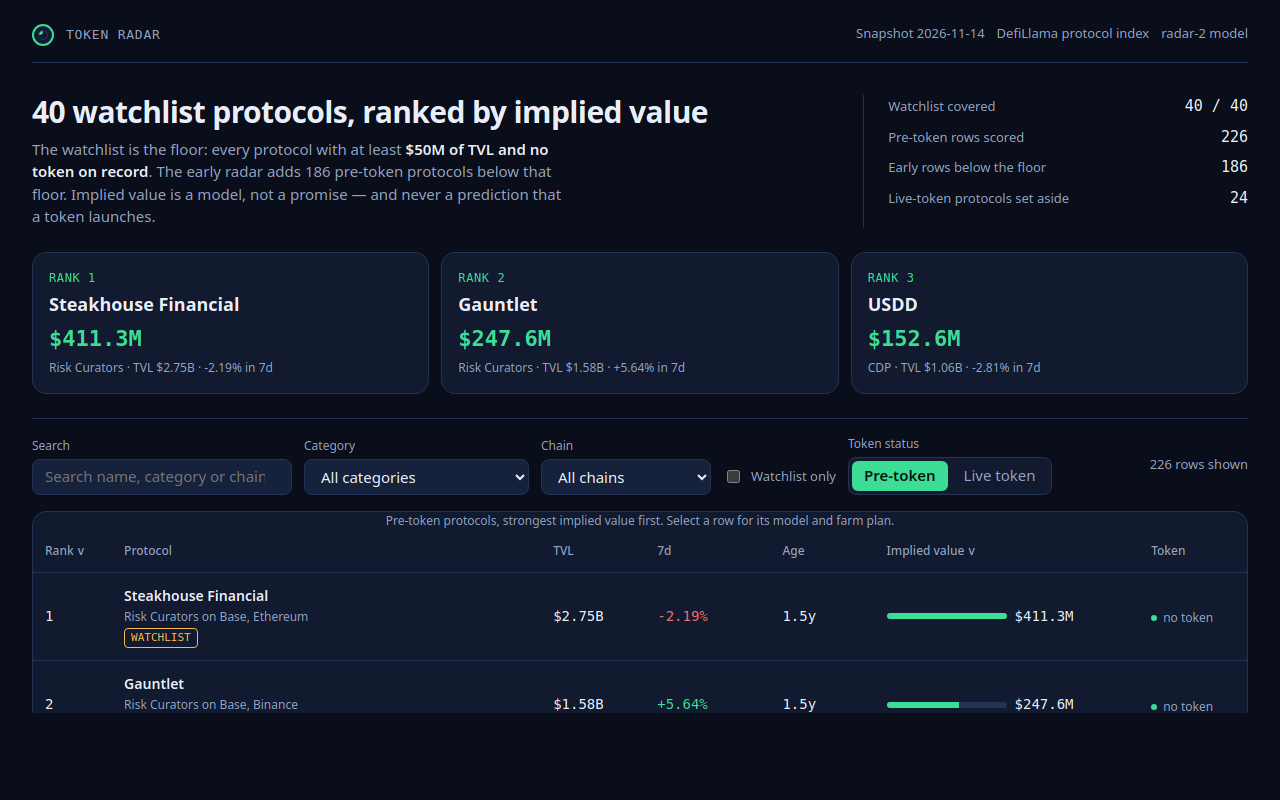 TOKEN RADAR
Snapshot 2026-11-14 DefiLlama protocol index radar-2 model
40 watchlist protocols, ranked by implied value
The watchlist is the floor: every protocol with at least $50M of TVL and no
token on record. The early radar adds 186 pre-token protocols below that
floor. Implied value is a model, not a promise — and never a prediction that
a token launches.
Watchlist covered 40 / 40
Pre-token rows scored 226
Early rows below the floor 186
Live-token protocols set aside 24
RANK 1
Steakhouse Financial
$411.3M
Risk Curators · TVL $2.75B · -2.19% in 7d
RANK 2
Gauntlet
$247.6M
Risk Curators · TVL $1.58B · +5.64% in 7d
RANK 3
USDD
$152.6M
CDP · TVL $1.06B · -2.81% in 7d
Search
Search name, category or chain
Category
All categories
Chain
All chains
Watchlist only
Token status
Pre-token Live token
226 rows shown
Pre-token protocols, strongest implied value first. Select a row for its model and farm plan.
Rank v Protocol TVL 7d Age Implied value v Token
1 Steakhouse Financial $2.75B -2.19% 1.5y $411.3M no token
Risk Curators on Base, Ethereum
WATCHLIST
2 Gauntlet $1.58B +5.64% 1.5y $247.6M no token
Risk Curators on Base, Binance